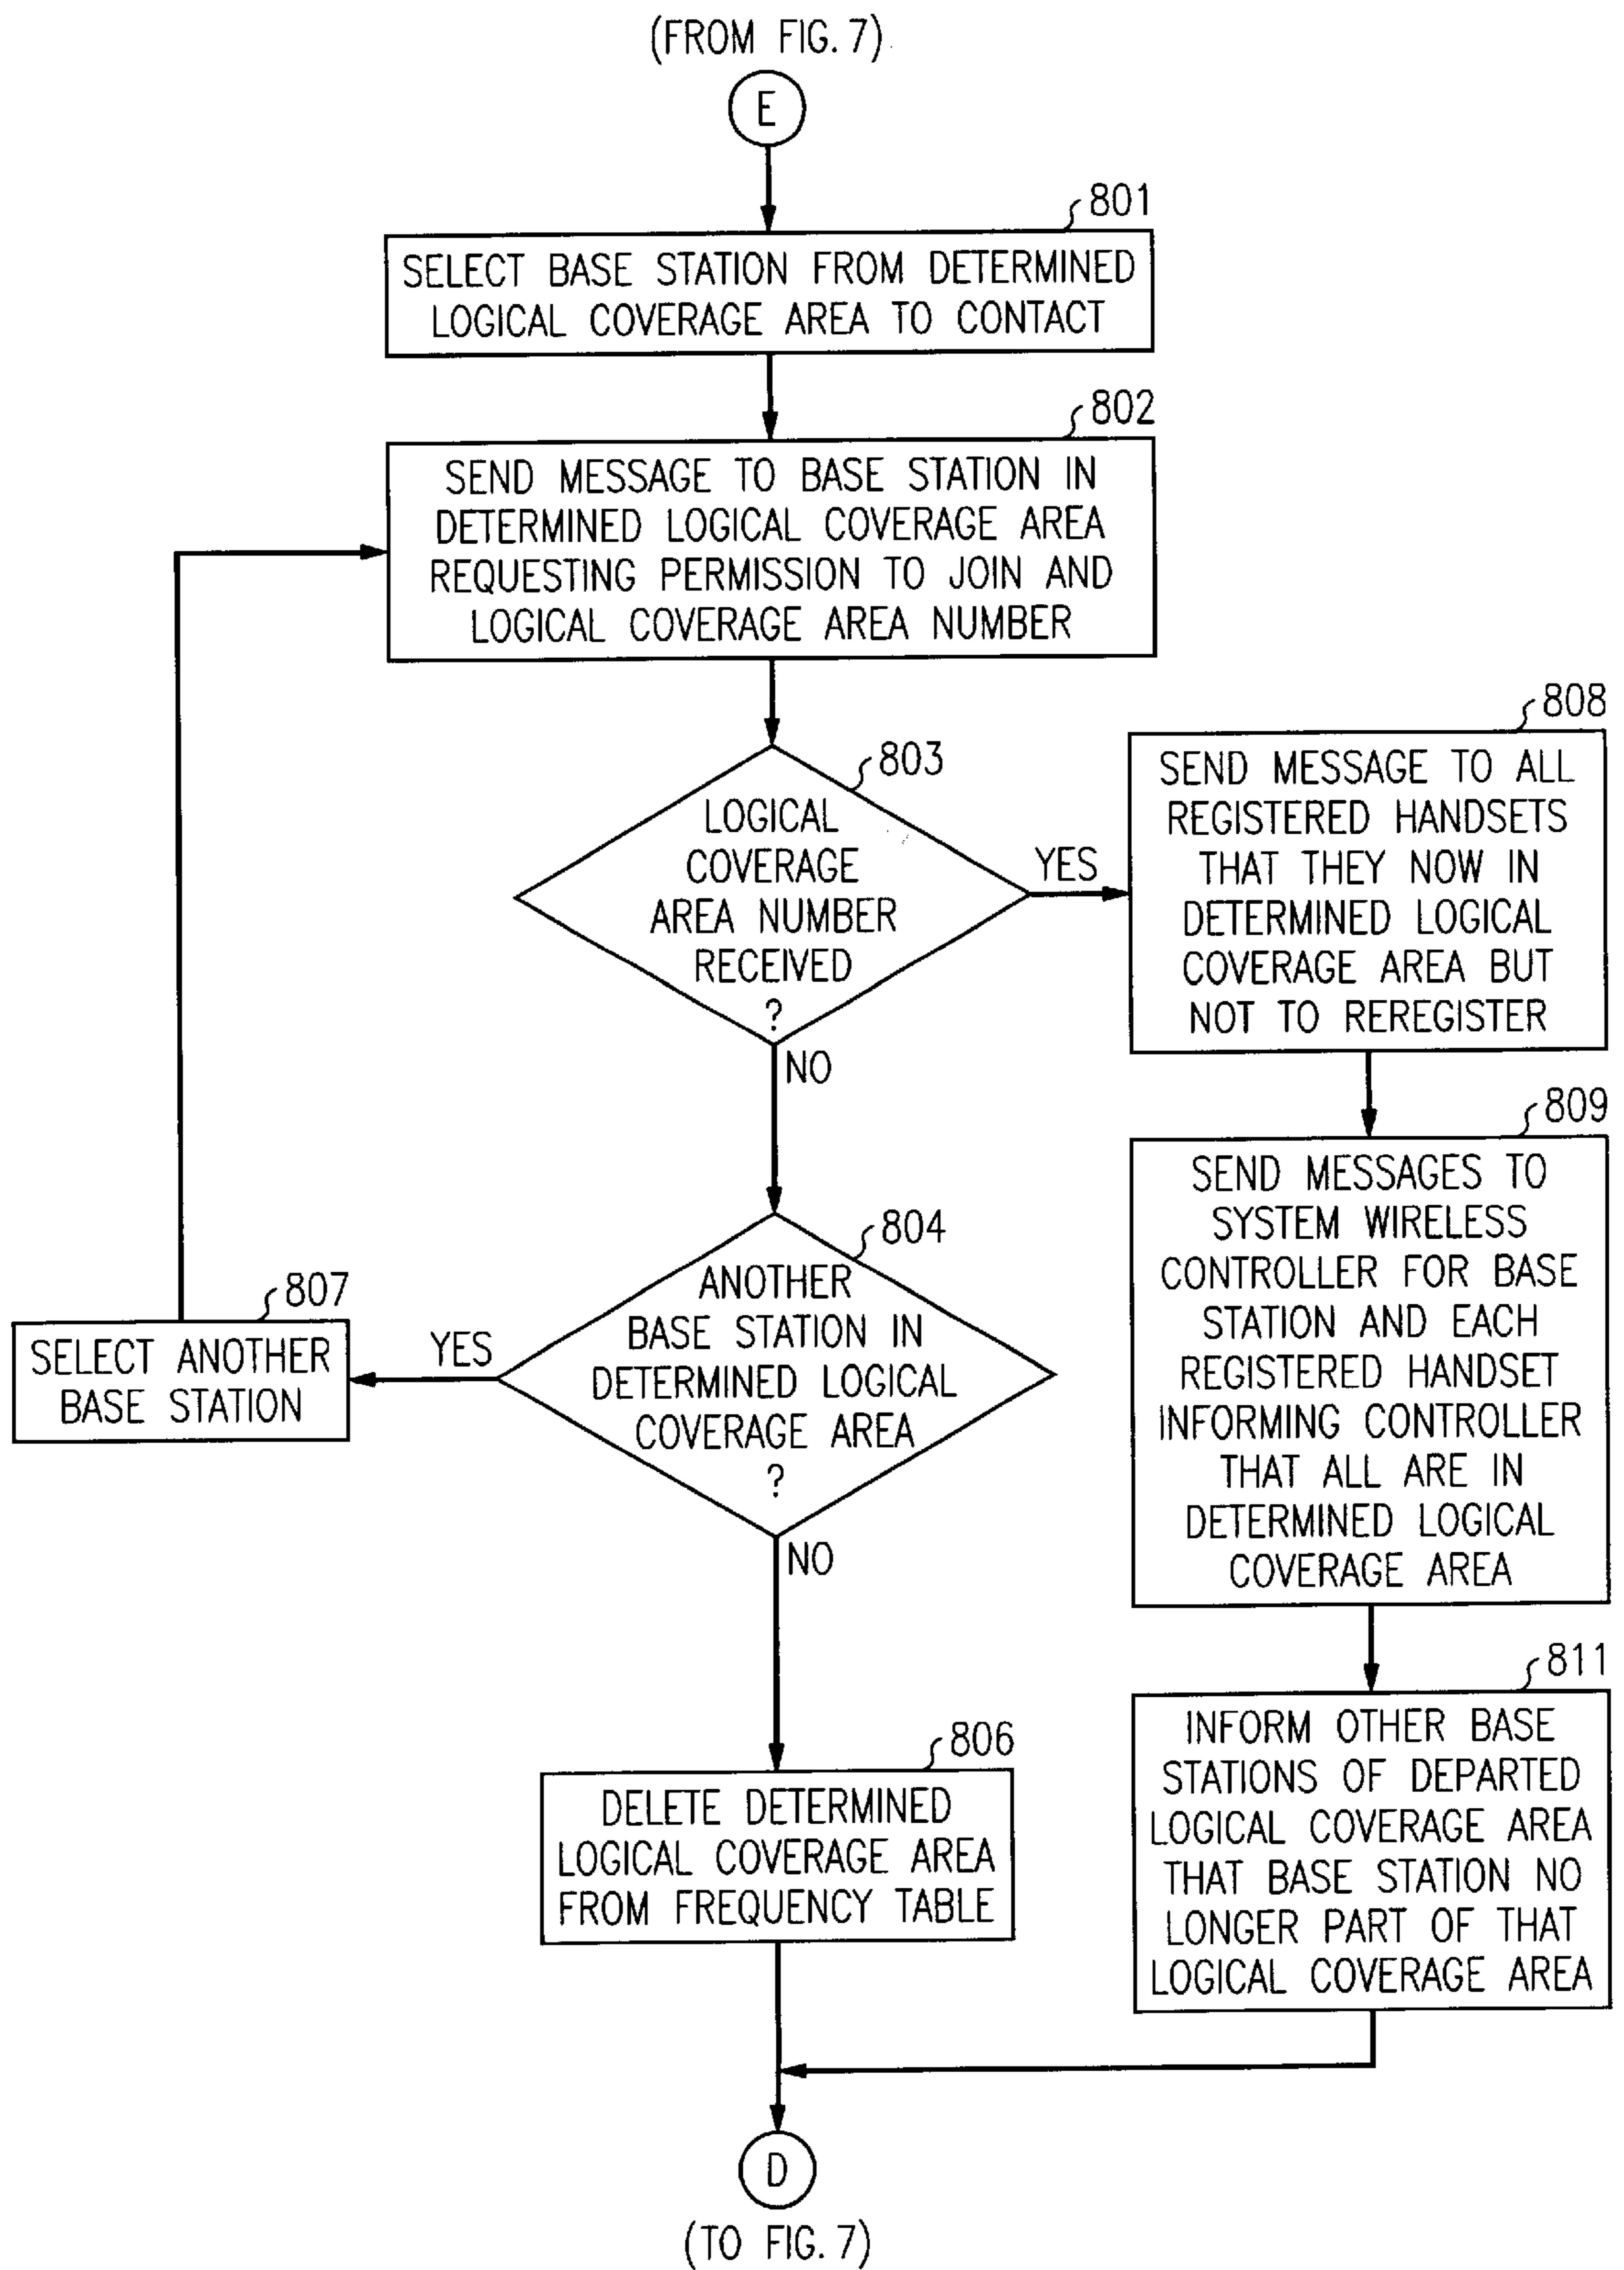 (FROM FIG. 7)
E
801
SELECT BASE STATION FROM DETERMINED
LOGICAL COVERAGE AREA TO CONTACT
802
SEND MESSAGE TO BASE STATION IN
DETERMINED LOGICAL COVERAGE AREA
REQUESTING PERMISSION TO JOIN AND
LOGICAL COVERAGE AREA NUMBER
803
LOGICAL
COVERAGE
AREA NUMBER
RECEIVED
?
YES
NO
808
SEND MESSAGE TO ALL
REGISTERED HANDSETS
THAT THEY NOW IN
DETERMINED LOGICAL
COVERAGE AREA BUT
NOT TO REREGISTER
809
SEND MESSAGES TO
SYSTEM WIRELESS
CONTROLLER FOR BASE
STATION AND EACH
REGISTERED HANDSET
INFORMING CONTROLLER
THAT ALL ARE IN
DETERMINED LOGICAL
COVERAGE AREA
804
ANOTHER
BASE STATION IN
DETERMINED LOGICAL
COVERAGE AREA
?
YES
NO
807
SELECT ANOTHER
BASE STATION
806
DELETE DETERMINED
LOGICAL COVERAGE AREA
FROM FREQUENCY TABLE
811
INFORM OTHER BASE
STATIONS OF DEPARTED
LOGICAL COVERAGE AREA
THAT BASE STATION NO
LONGER PART OF THAT
LOGICAL COVERAGE AREA
D
(TO FIG. 7)